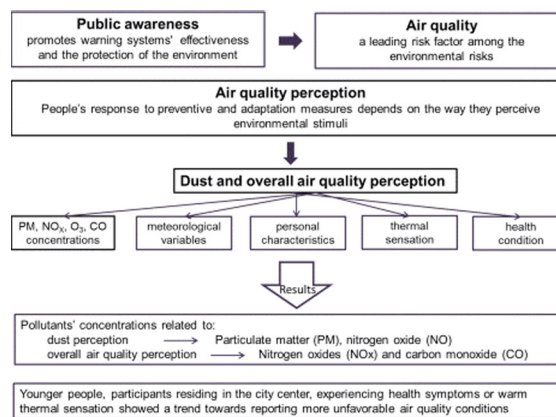 Public awareness
promotes warning systems' effectiveness
and the protection of the environment
Air quality
a leading risk factor among the
environmental risks
Air quality perception
People's response to preventive and adaptation measures depends on the way they perceive
environmental stimuli
Dust and overall air quality perception
PM, NOX, O3, CO
concentrations
meteorological
variables
personal
characteristics
thermal
sensation
health
condition
Results
Pollutants' concentrations related to:
dust perception → Particulate matter (PM), nitrogen oxide (NO)
overall air quality perception → Nitrogen oxides (NOx) and carbon monoxide (CO)
Younger people, participants residing in the city center, experiencing health symptoms or warm
thermal sensation showed a trend towards reporting more unfavorable air quality conditions